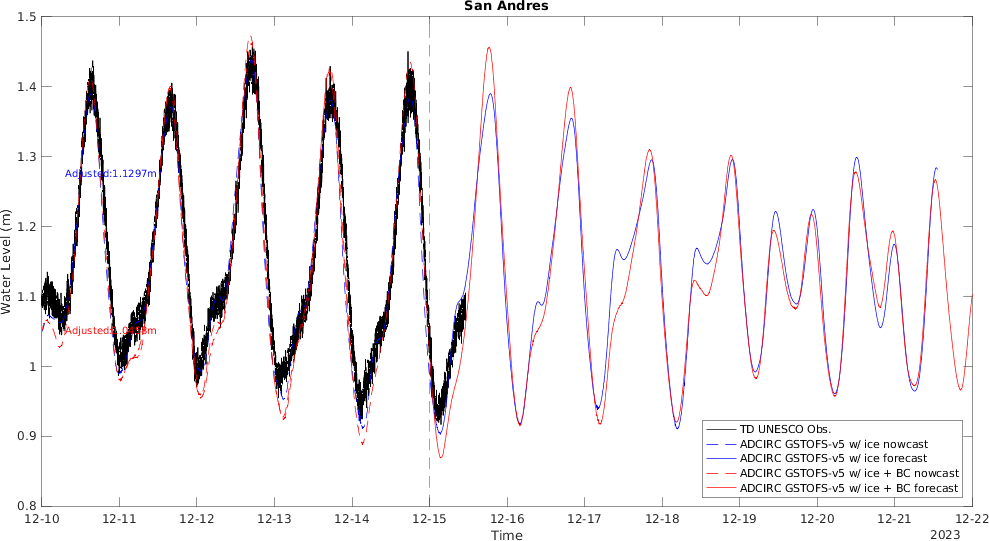 San Andres
1.5
1.4
1.3
1.2
1.1
1
0.9
0.8
Water Level (m)
Adjusted:1.1297m
TD UNESCO Obs.
ADCIRC GSTOFS-v5 w/ ice nowcast
ADCIRC GSTOFS-v5 w/ ice forecast
ADCIRC GSTOFS-v5 w/ ice + BC nowcast
ADCIRC GSTOFS-v5 w/ ice + BC forecast
12-10 12-11 12-12 12-13 12-14 12-15 12-16 12-17 12-18 12-19 12-20 12-21 12-22
Time
2023